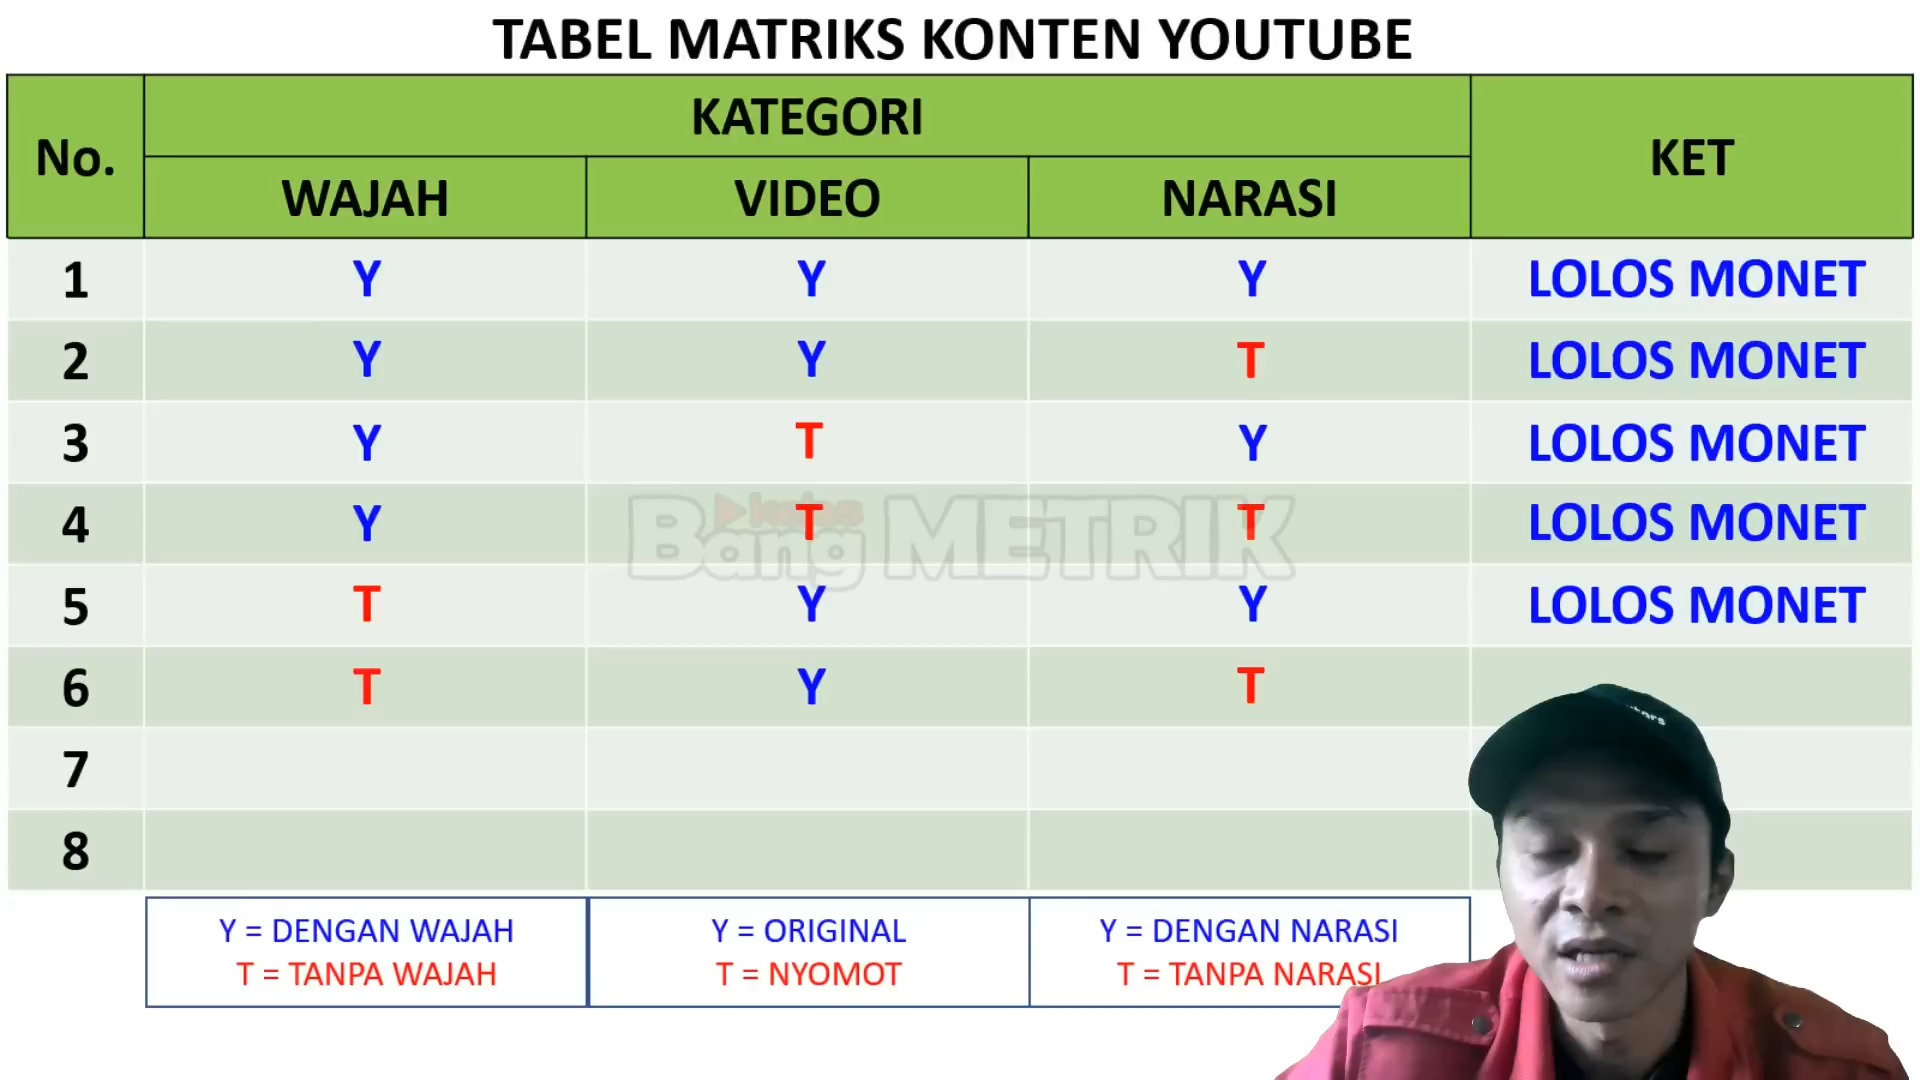 TABEL MATRIKS KONTEN YOUTUBE
No. KATEGORI KET
WAJAH VIDEO NARASI
1 Y Y Y LOLOS MONET
2 Y Y T LOLOS MONET
3 Y T Y LOLOS MONET
4 Y T T LOLOS MONET
5 T Y Y LOLOS MONET
6 T Y T
7
8
kelas
Bang METRIK
Y = DENGAN WAJAH
T = TANPA WAJAH
Y = ORIGINAL
T = NYOMOT
Y = DENGAN NARASI
T = TANPA NARASI